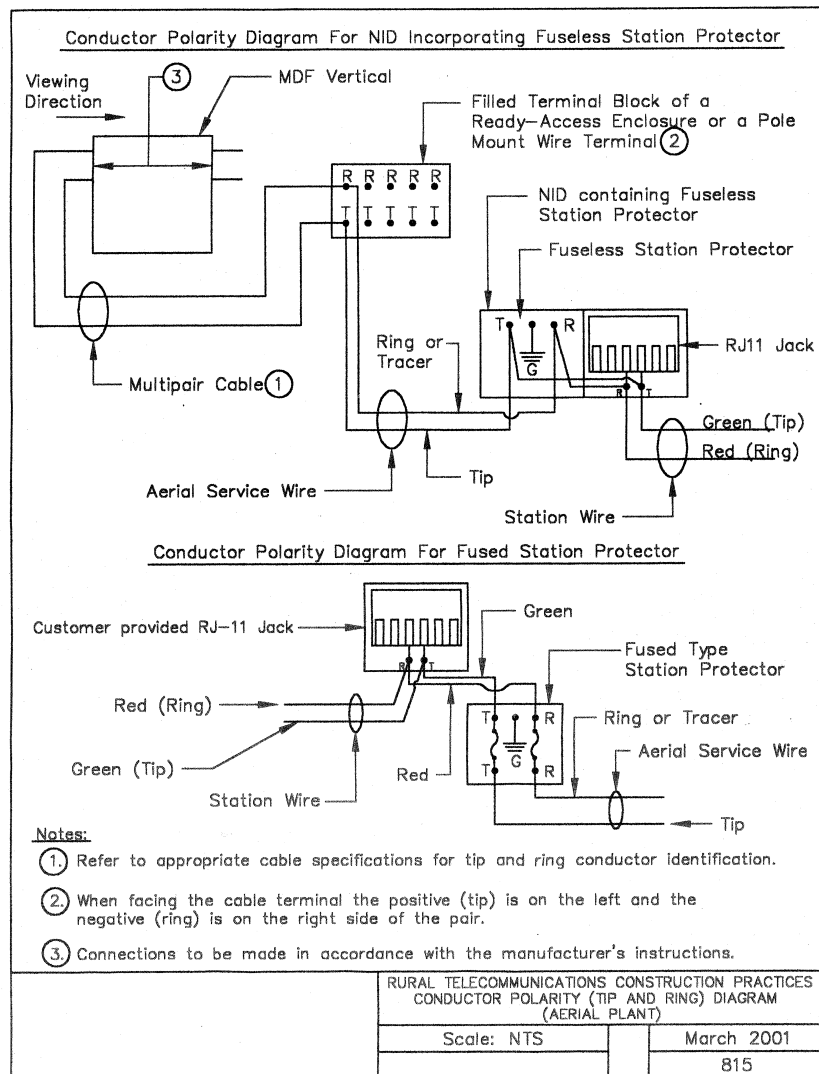 Conductor Polarity Diagram For NID Incorporating Fuseless Station Protector
Viewing
Direction
3
MDF Vertical
Filled Terminal Block of a
Ready-Access Enclosure or a Pole
Mount Wire Terminal 2
R R R R R
T T T T T
NID containing Fuseless
Station Protector
Fuseless Station Protector
T R
G
RJ11 Jack
R T
Ring or
Tracer
Multipair Cable 1
Green (Tip)
Red (Ring)
Aerial Service Wire
Tip
Station Wire
Conductor Polarity Diagram For Fused Station Protector
Green
Customer provided RJ-11 Jack
R T
Fused Type
Station Protector
Red (Ring)
T R
Ring or Tracer
G
Aerial Service Wire
Green (Tip)
Red
T R
Station Wire
Tip
Notes:
1. Refer to appropriate cable specifications for tip and ring conductor identification.
2. When facing the cable terminal the positive (tip) is on the left and the
negative (ring) is on the right side of the pair.
3. Connections to be made in accordance with the manufacturer's instructions.
RURAL TELECOMMUNICATIONS CONSTRUCTION PRACTICES
CONDUCTOR POLARITY (TIP AND RING) DIAGRAM
(AERIAL PLANT)
Scale: NTS
March 2001
815